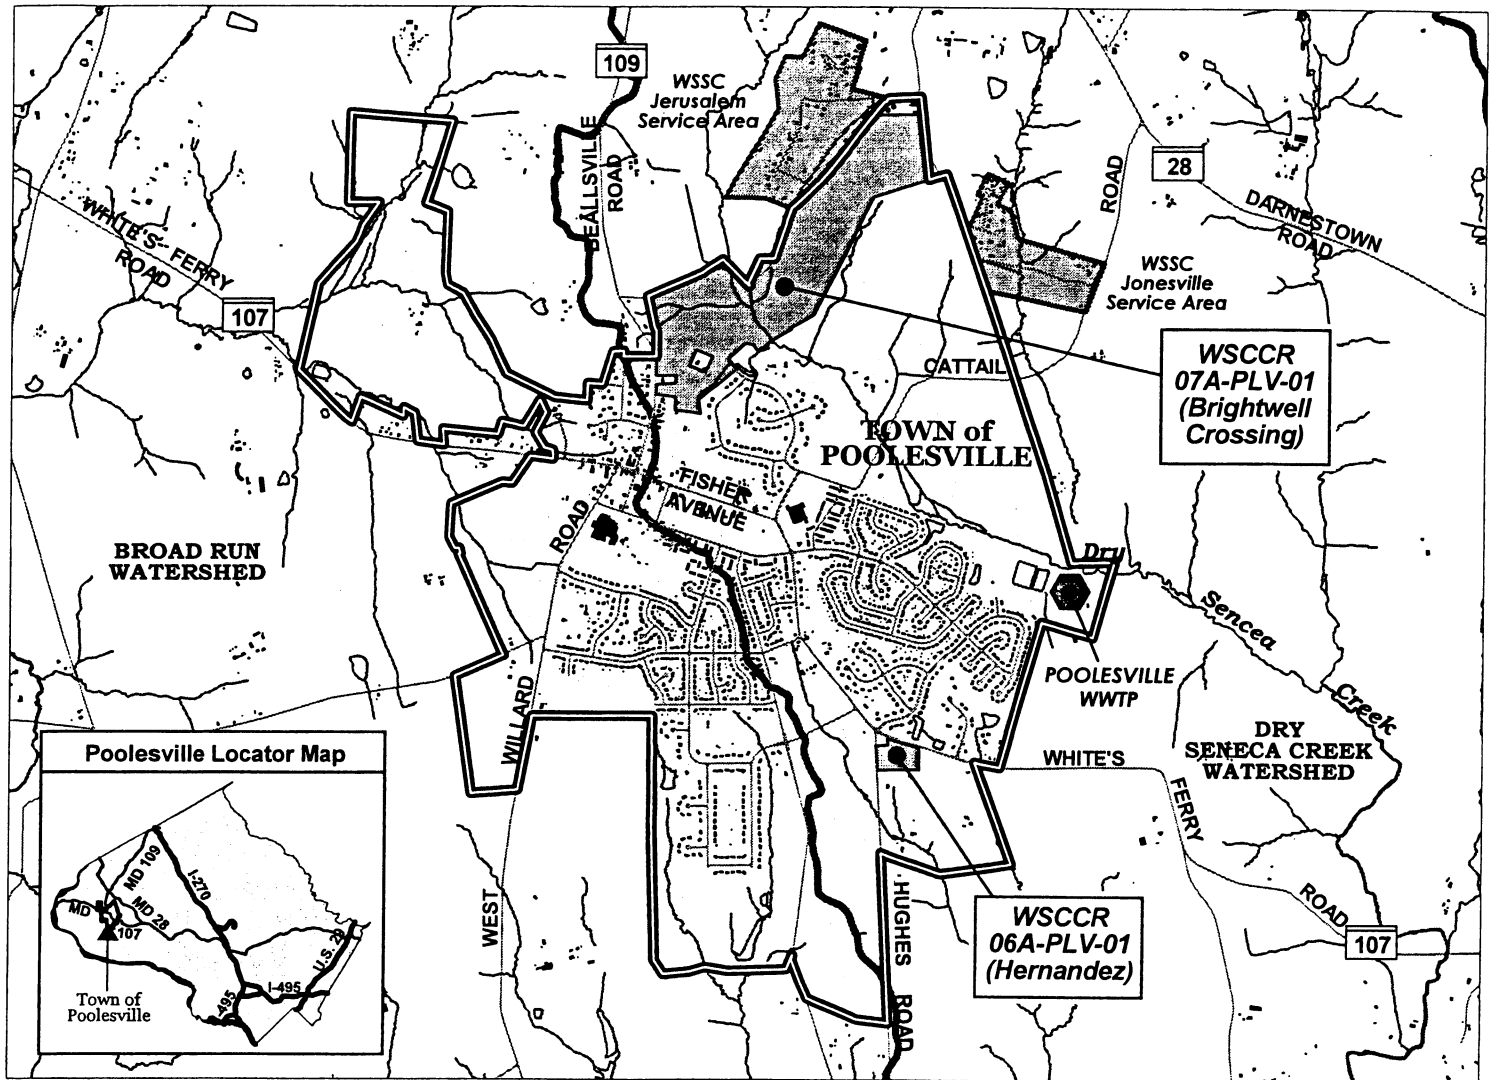 109
WSSC
Jerusalem
Service Area
BEALLSVILLE
ROAD
28
ROAD
DARNESTOWN
ROAD
WHITE'S FERRY
ROAD
107
WSSC
Jonesville
Service Area
WSCCR
07A-PLV-01
(Brightwell
Crossing)
CATTAIL
TOWN of
POOLESVILLE
FISHER
AVENUE
ROAD
BROAD RUN
WATERSHED
Dry
Sencea
Creek
POOLESVILLE
WWTP
WILLARD
WHITE'S
FERRY
ROAD
107
DRY
SENECA CREEK
WATERSHED
WEST
HUGHES
ROAD
WSCCR
06A-PLV-01
(Hernandez)
Poolesville Locator Map
MD 109
I-270
MD 28
MD
107
U.S. 29
I-495
I-495
Town of
Poolesville